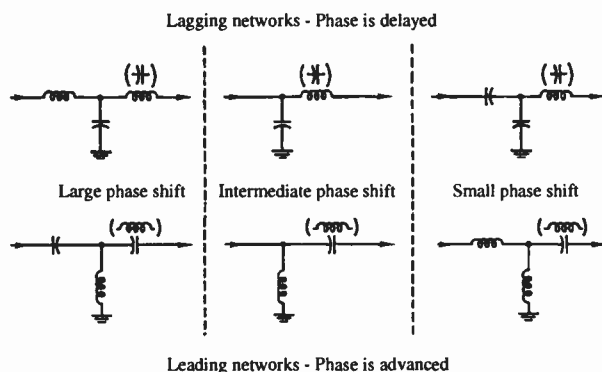 Lagging networks - Phase is delayed
Large phase shift
Intermediate phase shift
Small phase shift
Leading networks - Phase is advanced